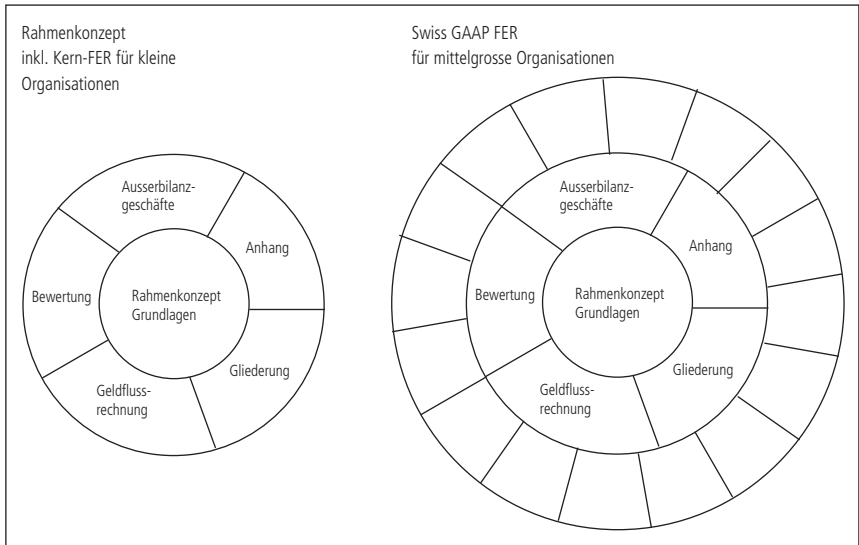 Rahmenkonzept
inkl. Kern-FER für kleine
Organisationen
Ausserbilanz-
geschäfte
Anhang
Bewertung
Rahmenkonzept
Grundlagen
Gliederung
Geldfluss-
rechnung
Swiss GAAP FER
für mittelgrosse Organisationen
Ausserbilanz-
geschäfte
Anhang
Bewertung
Rahmenkonzept
Grundlagen
Gliederung
Geldfluss-
rechnung